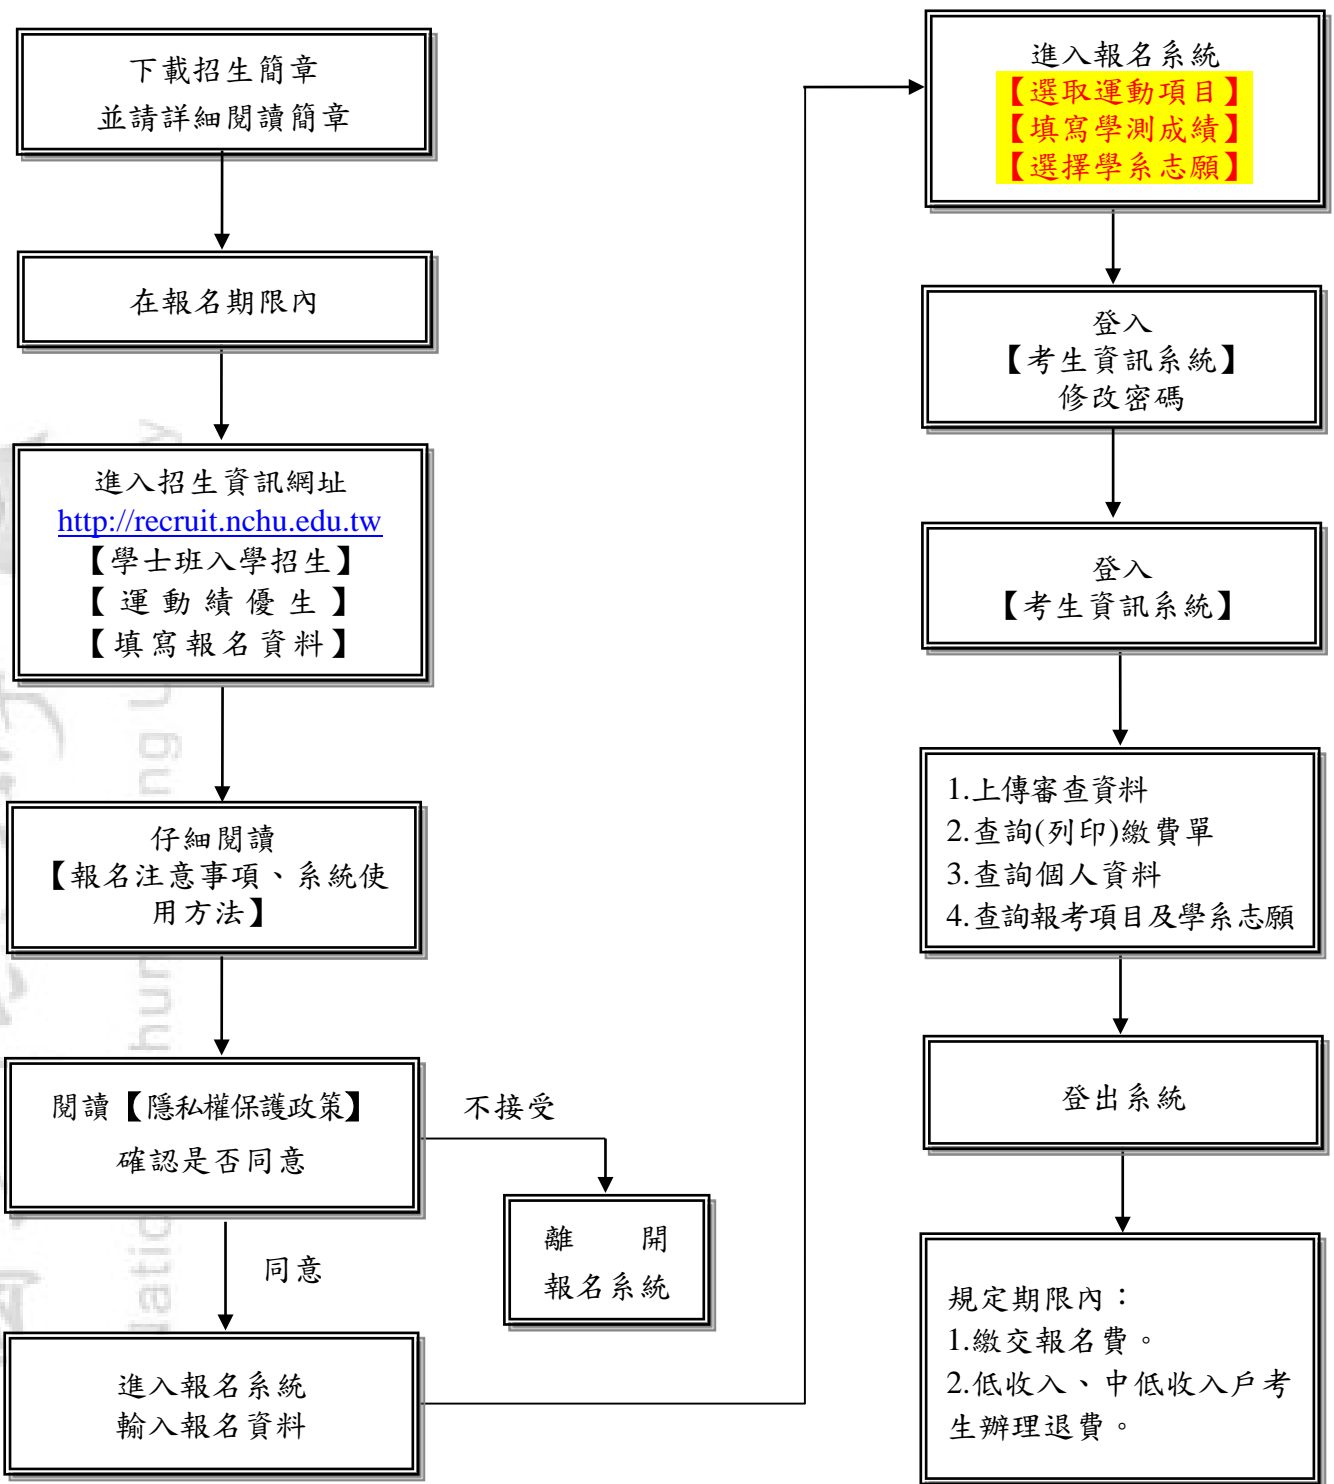 下載招生簡章
並請詳細閱讀簡章
在報名期限內
進入招生資訊網址
http://recruit.nchu.edu.tw
【學士班入學招生】
【運動績優生】
【填寫報名資料】
仔細閱讀
【報名注意事項、系統使
用方法】
閱讀【隱私權保護政策】
確認是否同意
不接受
離 開
報名系統
同意
進入報名系統
輸入報名資料
進入報名系統
【選取運動項目】
【填寫學測成績】
【選擇學系志願】
登入
【考生資訊系統】
修改密碼
登入
【考生資訊系統】
1.上傳審查資料
2.查詢(列印)繳費單
3.查詢個人資料
4.查詢報考項目及學系志願
登出系統
規定期限內：
1.繳交報名費。
2.低收入、中低收入戶考
生辦理退費。